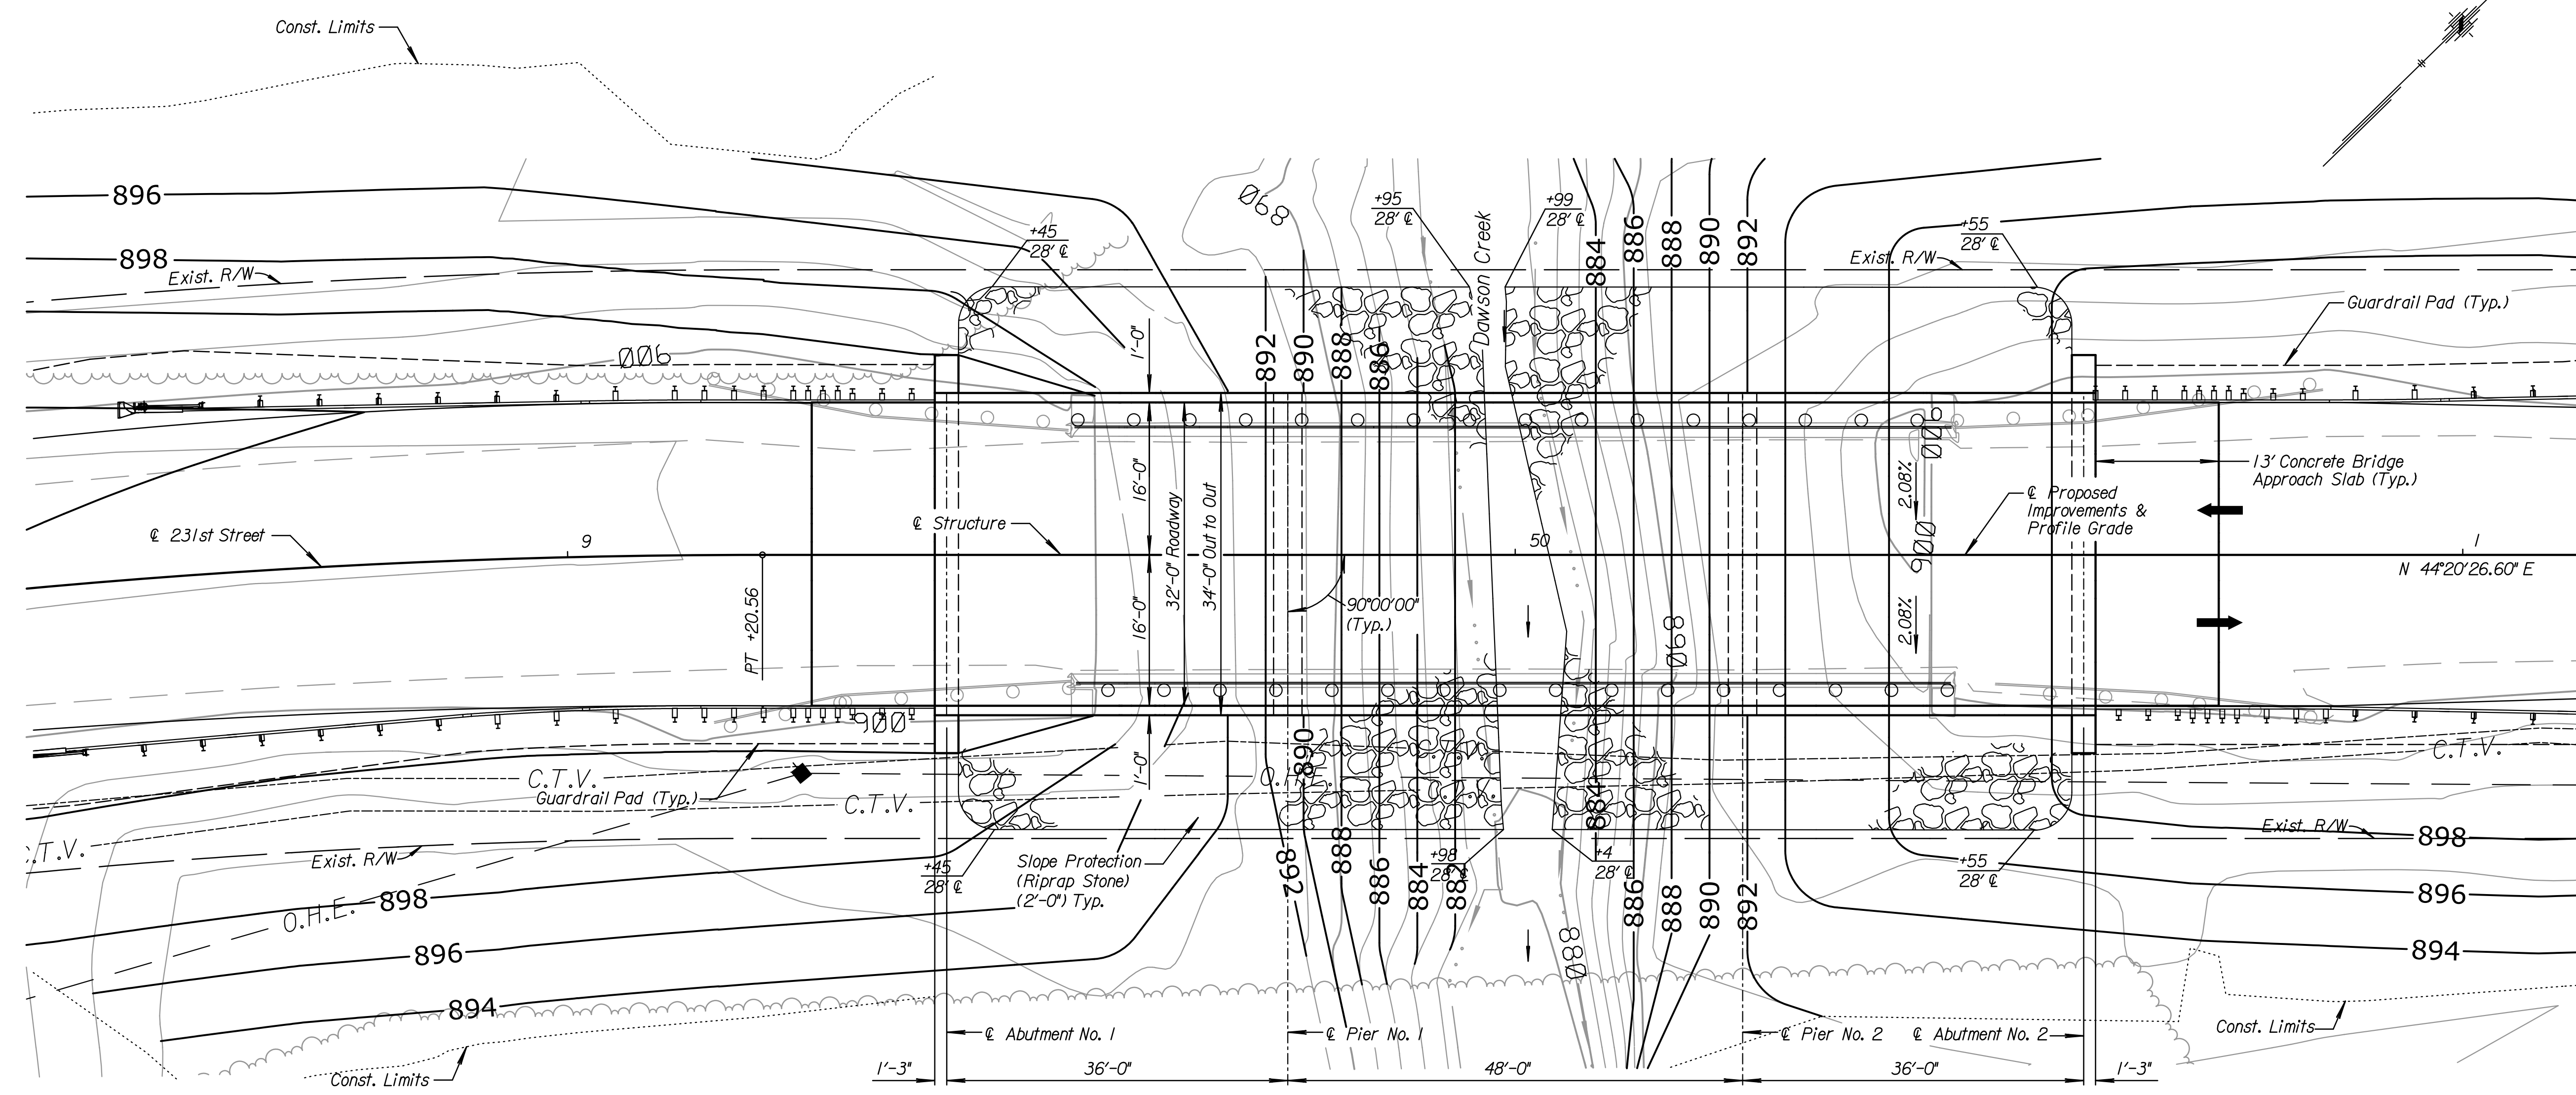 Const. Limits
896
898
Exist. R/W
+45
28' ℄
890
+95
28' ℄
Dawson Creek
+99
28' ℄
884
886
888
890
892
+55
28' ℄
Exist. R/W
Guardrail Pad (Typ.)
900
1'-0"
892
890
888
886
900
13' Concrete Bridge
Approach Slab (Typ.)
16'-0"
32'-0" Roadway
34'-0" Out to Out
2.08%
900
℄ Proposed
Improvements &
Profile Grade
℄ 231st Street
9
℄ Structure
50
1
N 44°20'26.60" E
PT +20.56
16'-0"
90°00'00"
(Typ.)
2.08%
890
900
1'-0"
890
C.T.V.
C.T.V.
Guardrail Pad (Typ.)
C.T.V.
884
Exist. R/W
898
C.T.V.
Exist. R/W
+45
28' ℄
Slope Protection
(Riprap Stone)
(2'-0") Typ.
892
888
886
884
+98
28' ℄
882
+4
28' ℄
886
888
890
892
+55
28' ℄
896
898
O.H.E.
896
894
880
894
℄ Abutment No. 1
℄ Pier No. 1
℄ Pier No. 2
℄ Abutment No. 2
Const. Limits
Const. Limits
1'-3"
36'-0"
48'-0"
36'-0"
1'-3"